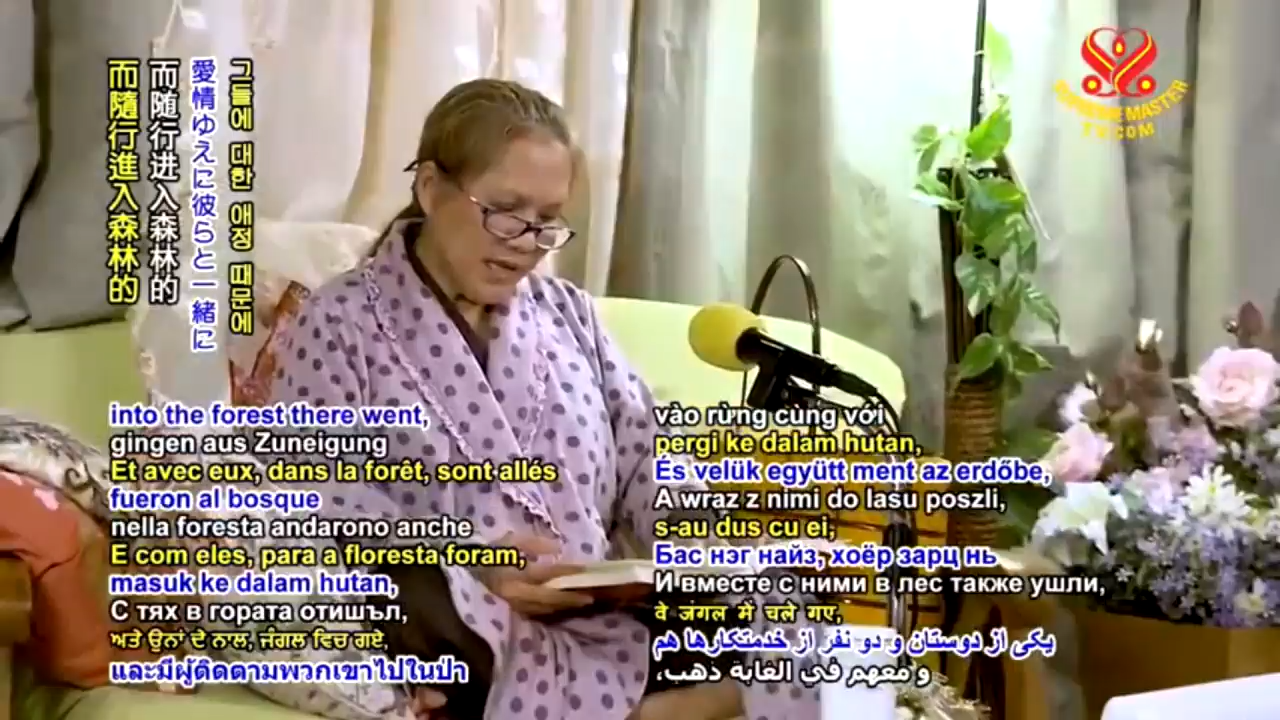 그들에 대한 애정 때문에
愛情ゆえに彼らと一緒に
而随行进入森林的
而隨行進入森林的
SUPREME MASTER
TV.COM
into the forest there went,
gingen aus Zuneigung
Et avec eux, dans la forêt, sont allés
fueron al bosque
nella foresta andarono anche
E com eles, para a floresta foram,
masuk ke dalam hutan,
С тях в гората отишъл,
ਅਤੇ ਉਨਾਂ ਦੇ ਨਾਲ, ਜੰਗਲ ਵਿਚ ਗਏ,
และมีผู้ติดตามพวกเขาไปในป่า
vào rừng cùng với
pergi ke dalam hutan,
És velük együtt ment az erdőbe,
A wraz z nimi do lasu poszli,
s-au dus cu ei,
Бас нэг найз, хоёр зарц нь
И вместе с ними в лес также ушли,
वे जंगल में चले गए,
یکی از دوستان و دو نفر از خدمتکارها هم
و معهم في الغابة ذهب،